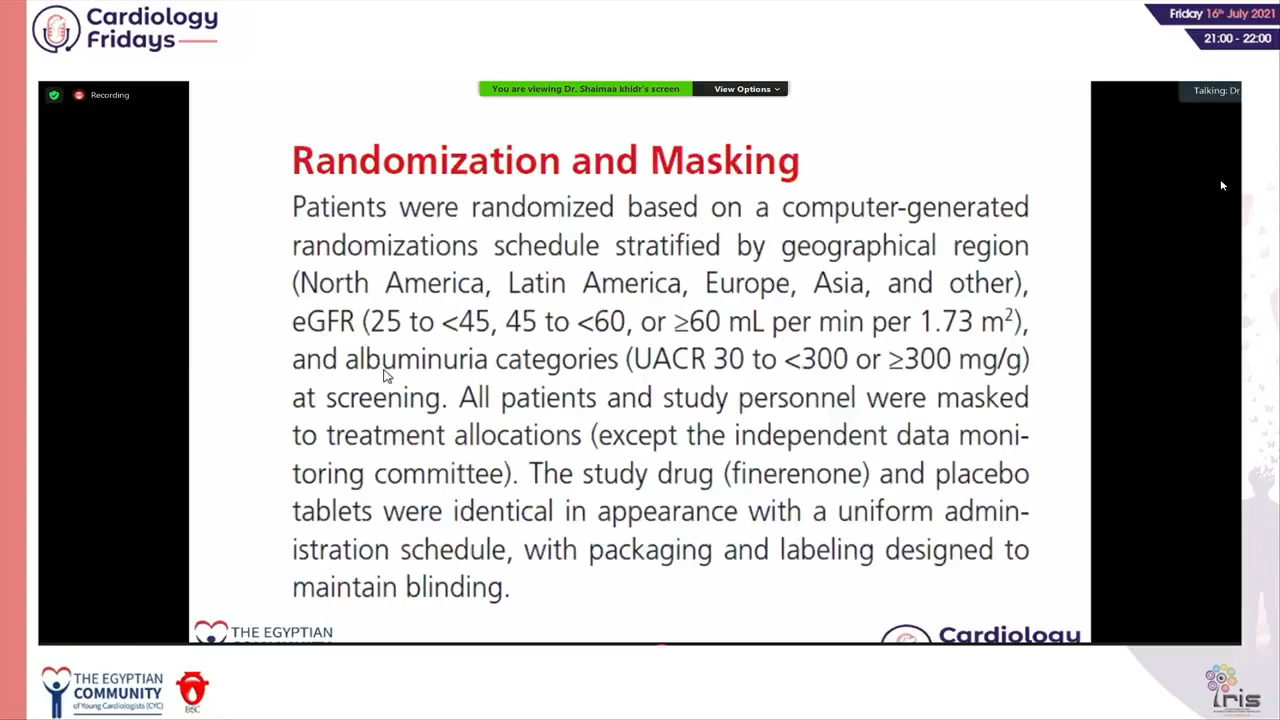 Cardiology
Fridays
Friday 16th July 2021
21:00 - 22:00
Recording
You are viewing Dr. Shaimaa khidr's screen
View Options
Talking: Dr
Randomization and Masking
Patients were randomized based on a computer-generated
randomizations schedule stratified by geographical region
(North America, Latin America, Europe, Asia, and other),
eGFR (25 to <45, 45 to <60, or ≥60 mL per min per 1.73 m²),
and albuminuria categories (UACR 30 to <300 or ≥300 mg/g)
at screening. All patients and study personnel were masked
to treatment allocations (except the independent data moni-
toring committee). The study drug (finerenone) and placebo
tablets were identical in appearance with a uniform admin-
istration schedule, with packaging and labeling designed to
maintain blinding.
THE EGYPTIAN
Cardiology
THE EGYPTIAN
COMMUNITY
of Young Cardiologists (CYC)
Iris